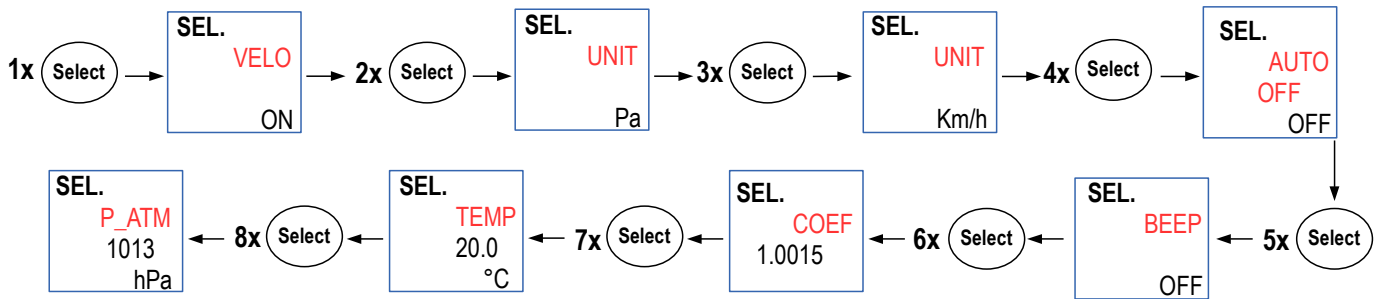 1x
Select
SEL.
VELO
ON
2x
Select
SEL.
UNIT
Pa
3x
Select
SEL.
UNIT
Km/h
4x
Select
SEL.
AUTO
OFF
OFF
5x
Select
SEL.
BEEP
OFF
6x
Select
SEL.
COEF
1.0015
7x
Select
SEL.
TEMP
20.0
°C
8x
Select
SEL.
P_ATM
1013
hPa